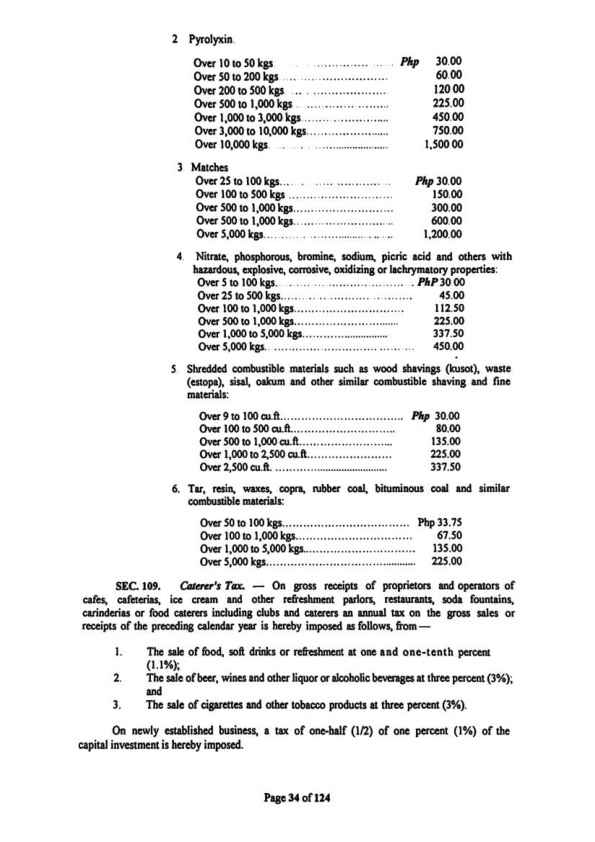 2 Pyrolyxin.
Over 10 to 50 kgs. .................. Php 30.00
Over 50 to 200 kgs .............................. 60.00
Over 200 to 500 kgs. .......................... 120 00
Over 500 to 1,000 kgs ........................ 225.00
Over 1,000 to 3,000 kgs........................ 450.00
Over 3,000 to 10,000 kgs....................... 750.00
Over 10,000 kgs. .......................... 1,500 00
3 Matches
Over 25 to 100 kgs.... .................. Php 30.00
Over 100 to 500 kgs ............................. 150.00
Over 500 to 1,000 kgs............................ 300.00
Over 500 to 1,000 kgs............................ 600.00
Over 5,000 kgs.................................... 1,200.00
4. Nitrate, phosphorous, bromine, sodium, picric acid and others with
hazardous, explosive, corrosive, oxidizing or lachrymatory properties:
Over 5 to 100 kgs.................................... . PhP 30 00
Over 25 to 500 kgs.................................... 45.00
Over 100 to 1,000 kgs............................... 112.50
Over 500 to 1,000 kgs............................. 225.00
Over 1,000 to 5,000 kgs........................ 337.50
Over 5,000 kgs. ....................................... 450.00
5. Shredded combustible materials such as wood shavings (kusot), waste
(estopa), sisal, oakum and other similar combustible shaving and fine
materials:
Over 9 to 100 cu.ft.................................. Php 30.00
Over 100 to 500 cu.ft............................. 80.00
Over 500 to 1,000 cu.ft.......................... 135.00
Over 1,000 to 2,500 cu.ft........................ 225.00
Over 2,500 cu.ft. ............................... 337.50
6. Tar, resin, waxes, copra, rubber coal, bituminous coal and similar
combustible materials:
Over 50 to 100 kgs................................... Php 33.75
Over 100 to 1,000 kgs................................ 67.50
Over 1,000 to 5,000 kgs.............................. 135.00
Over 5,000 kgs.......................................... 225.00
SEC. 109. Caterer's Tax. — On gross receipts of proprietors and operators of
cafes, cafeterias, ice cream and other refreshment parlors, restaurants, soda fountains,
carinderias or food caterers including clubs and caterers an annual tax on the gross sales or
receipts of the preceding calendar year is hereby imposed as follows, from —
1. The sale of food, soft drinks or refreshment at one and one-tenth percent
(1.1%);
2. The sale of beer, wines and other liquor or alcoholic beverages at three percent (3%);
and
3. The sale of cigarettes and other tobacco products at three percent (3%).
On newly established business, a tax of one-half (1/2) of one percent (1%) of the
capital investment is hereby imposed.
Page 34 of 124